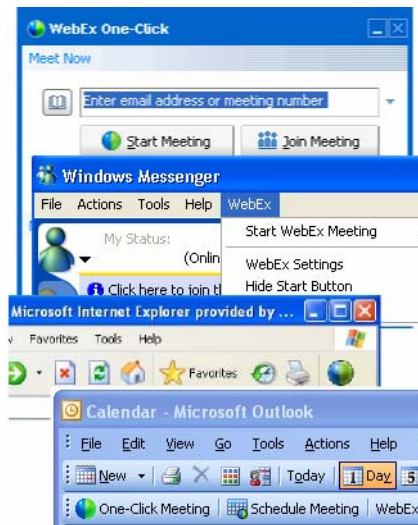 WebEx One-Click
Meet Now
Enter email address or meeting number
Start Meeting Join Meeting
Windows Messenger
File Actions Tools Help WebEx
My Status:
(Onlin
Start WebEx Meeting
WebEx Settings
Click here to join t
Hide Start Button
Microsoft Internet Explorer provided by ...
Favorites Tools Help
Favorites
Calendar - Microsoft Outlook
File Edit View Go Tools Actions Help
New Today 1 Day 5
One-Click Meeting Schedule Meeting WebEx